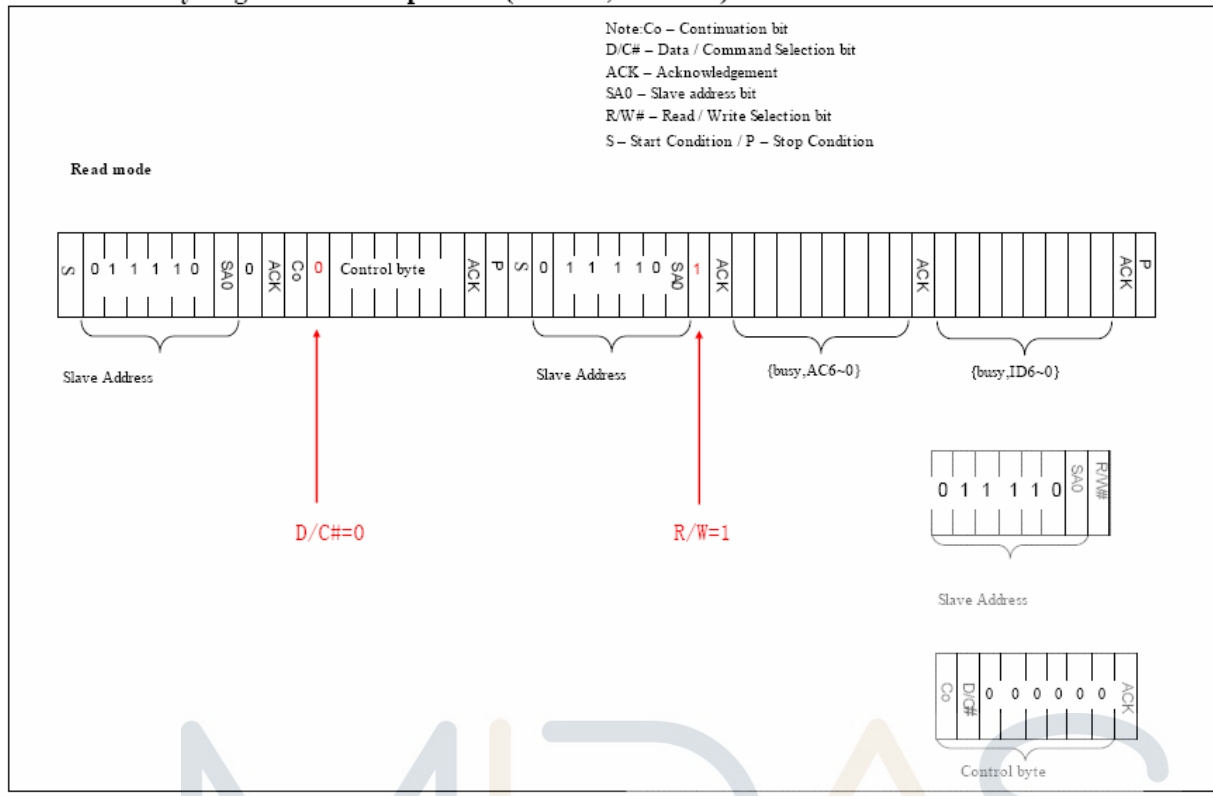 Note:Co – Continuation bit
D/C# – Data / Command Selection bit
ACK – Acknowledgement
SA0 – Slave address bit
R/W# – Read / Write Selection bit
S – Start Condition / P – Stop Condition
Read mode
S 0 1 1 1 1 0 SA0 0 ACK Co 0 Control byte ACK P S 0 1 1 1 1 0 SA0 1 ACK ACK ACK P
Slave Address Slave Address {busy,AC6~0} {busy,ID6~0}
D/C#=0 R/W=1
0 1 1 1 1 0 SA0 R/W#
Slave Address
Co D/C# 0 0 0 0 0 0 ACK
Control byte
MIDAS